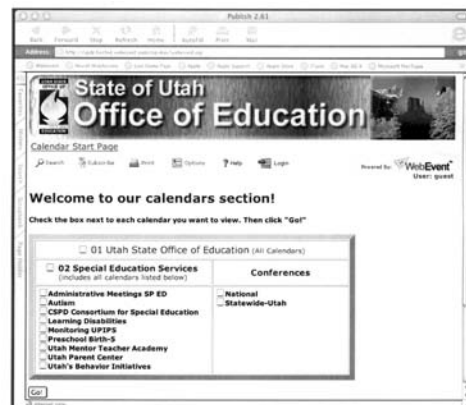 Publish 2.61
Back Forward Stop Refresh Home AutoFill Print Mail
Address:
State of Utah
Office of Education
Calendar Start Page
Search Subscribe Print Options ? Help Login
Powered By: WebEvent
User: guest
Welcome to our calendars section!
Check the box next to each calendar you want to view. Then click "Go!"
01 Utah State Office of Education (All Calendars)
02 Special Education Services
(includes all calendars listed below)
Conferences
Administrative Meetings SP ED
Autism
CSPD Consortium for Special Education
Learning Disabilities
Monitoring UPIPS
Preschool Birth-5
Utah Mentor Teacher Academy
Utah Parent Center
Utah's Behavior Initiatives
National
Statewide-Utah
Go!